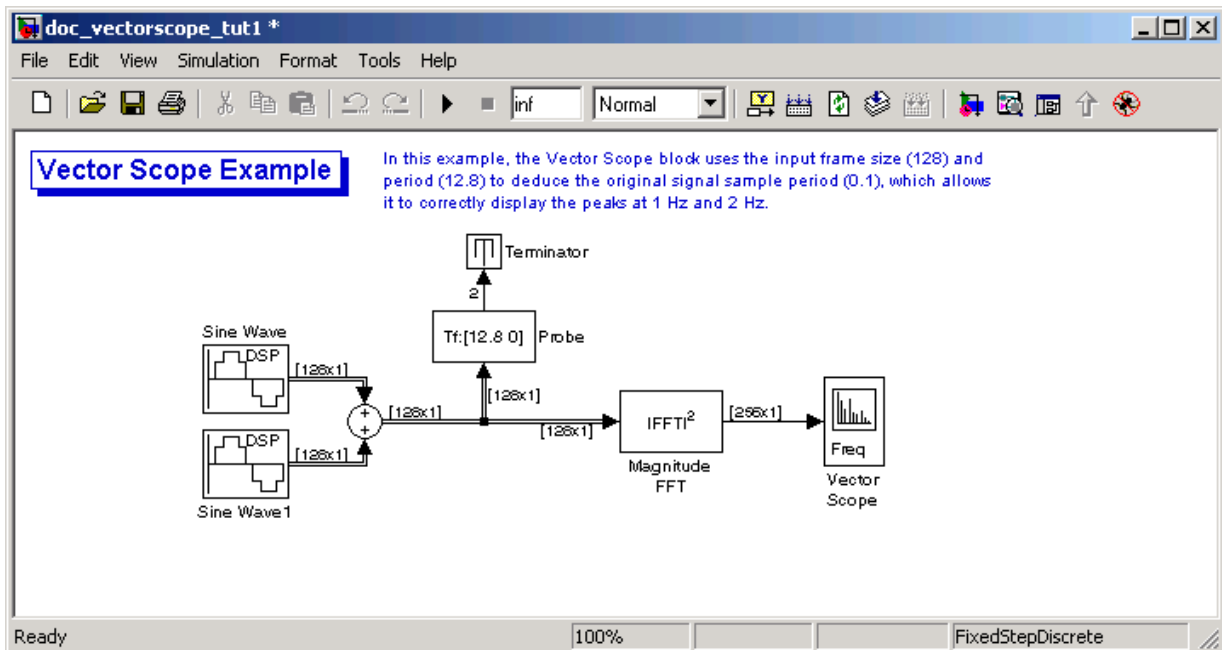 doc_vectorscope_tut1 *
File Edit View Simulation Format Tools Help
inf Normal
Vector Scope Example
In this example, the Vector Scope block uses the input frame size (128) and
period (12.8) to deduce the original signal sample period (0.1), which allows
it to correctly display the peaks at 1 Hz and 2 Hz.
Terminator
2
Tf:[12.8 0] Probe
Sine Wave
DSP
[128x1]
[128x1]
[128x1]
[128x1]
+
+
|FFT|²
[256x1]
Freq
DSP
[128x1]
Sine Wave1
Magnitude
FFT
Vector
Scope
Ready 100% FixedStepDiscrete